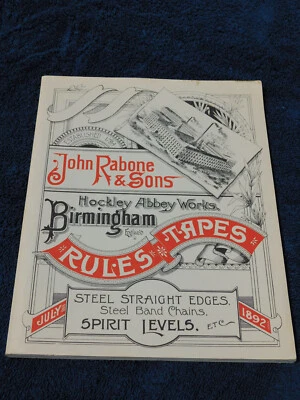 John Rabone
& Sons
Hockley Abbey Works,
Birmingham
England
RULES TAPES
STEEL STRAIGHT EDGES.
Steel Band Chains,
SPIRIT LEVELS. ETC.
JULY 1892